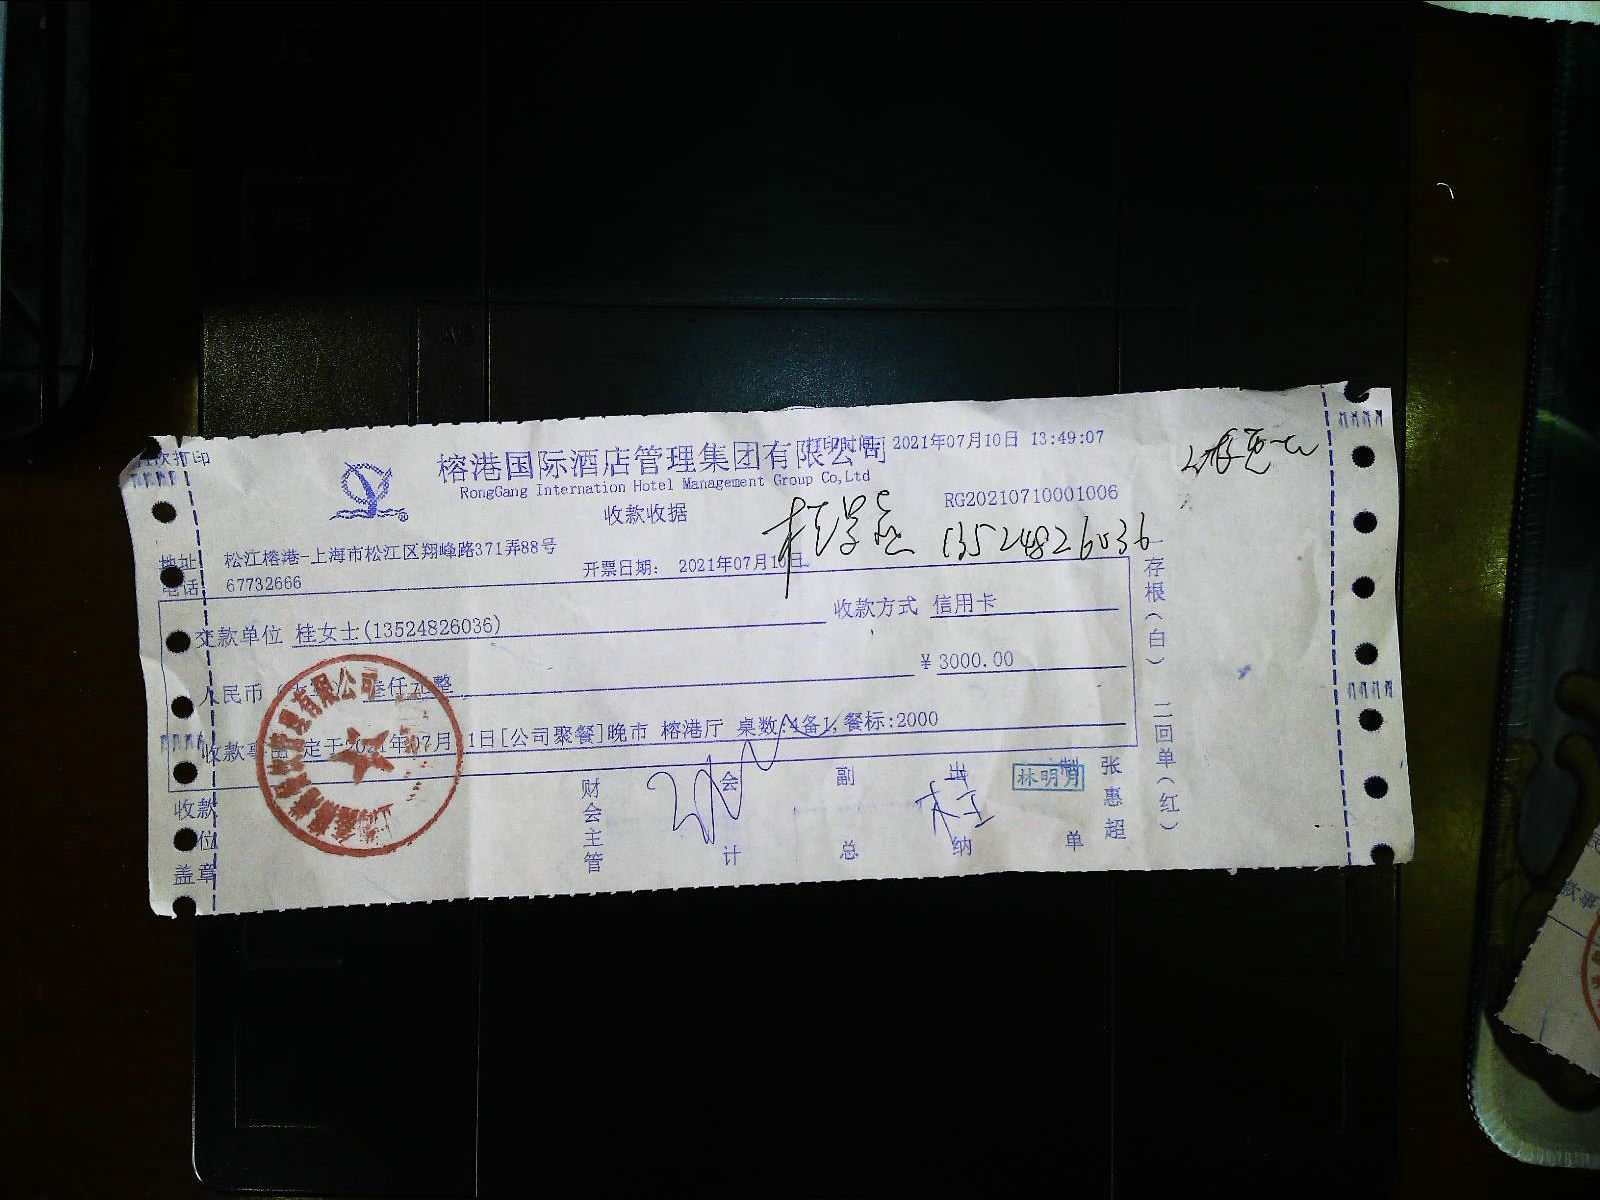 榕港国际酒店管理集团有限公司
打印时间 2021年07月10日 13:49:07
RongGang Internation Hotel Management Group Co,Ltd
RG20210710001006
收款收据
13524826036
地址 松江榕港-上海市松江区翔峰路371弄88号
电话 67732666
开票日期: 2021年07月10日
交款单位 桂女士(13524826036)
收款方式 信用卡
人民币 叁仟元整
¥ 3000.00
收款事由 定于2021年07月11日[公司聚餐]晚市 榕港厅 桌数:4备1,餐标:2000
收款
位
盖章
财会主管
会计
副总
出纳
制单
林明月
张惠超
一存根(白) 二回单(红)